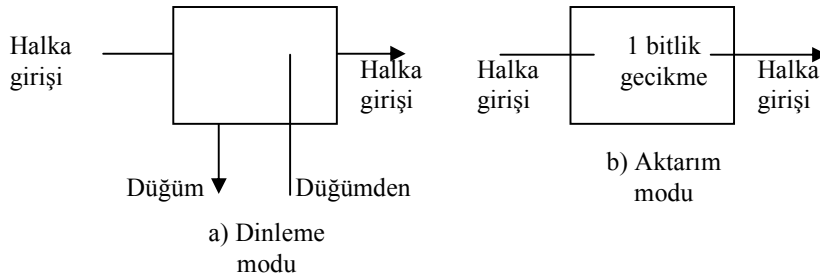 Halka
girişi
Halka
girişi
Düğüm
Düğümden
a) Dinleme
modu
Halka
girişi
1 bitlik
gecikme
Halka
girişi
b) Aktarım
modu